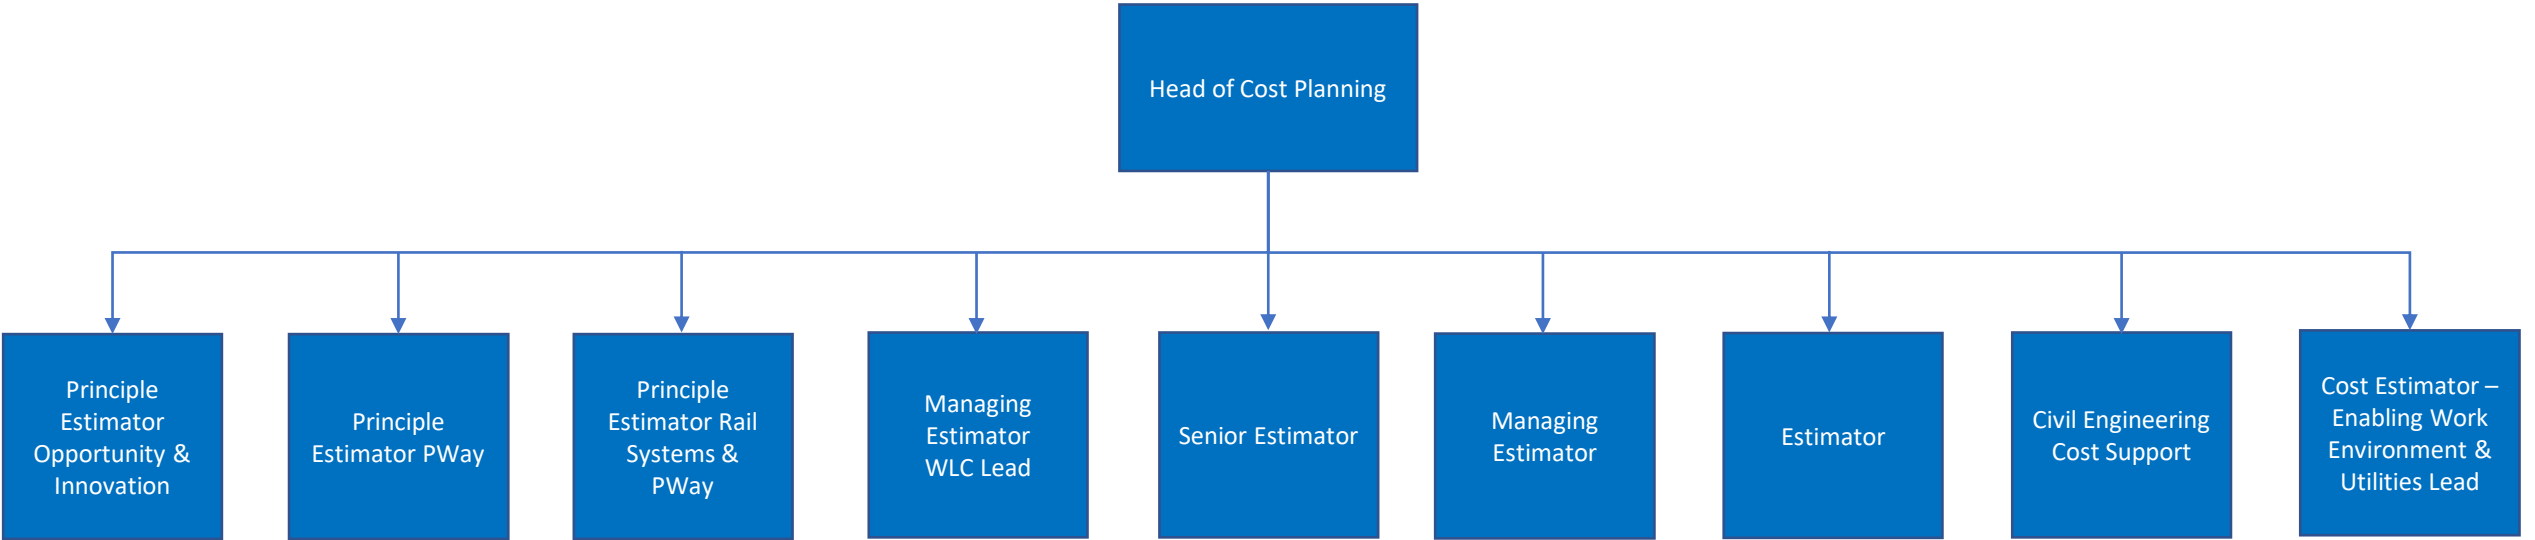 Head of Cost Planning
Principle
Estimator
Opportunity &
Innovation
Principle
Estimator PWay
Principle
Estimator Rail
Systems &
PWay
Managing
Estimator
WLC Lead
Senior Estimator
Managing
Estimator
Estimator
Civil Engineering
Cost Support
Cost Estimator –
Enabling Work
Environment &
Utilities Lead